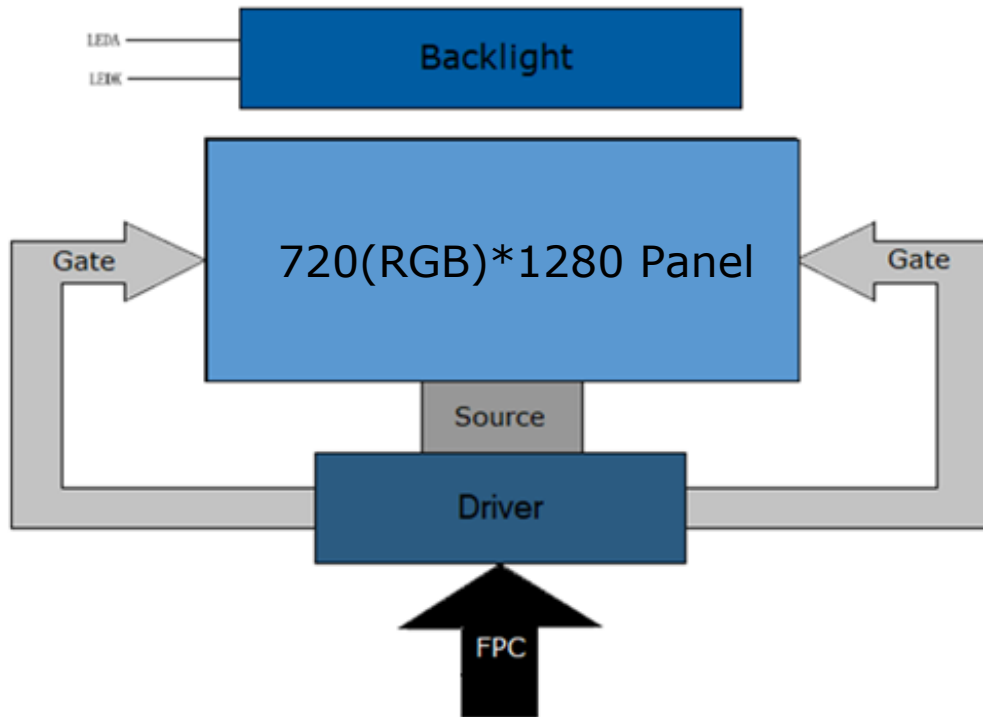 LEDA
LEDK
Backlight
720(RGB)*1280 Panel
Gate
Gate
Source
Driver
FPC